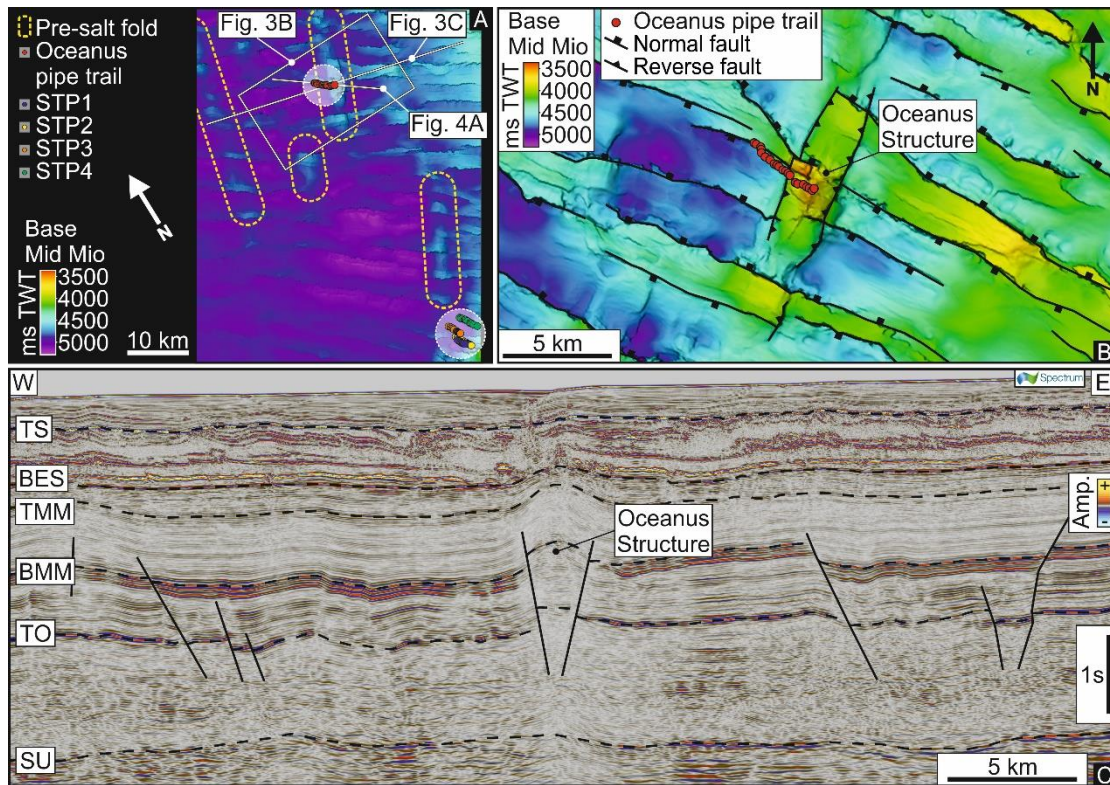 A
Pre-salt fold
Oceanus
pipe trail
STP1
STP2
STP3
STP4
N
Base
Mid Mio
ms TWT
3500
4000
4500
5000
10 km
Fig. 3B
Fig. 3C
Fig. 4A
B
Base
Mid Mio
ms TWT
3500
4000
4500
5000
Oceanus pipe trail
Normal fault
Reverse fault
N
Oceanus
Structure
5 km
W
E
Spectrum
TS
BES
TMM
BMM
TO
SU
Oceanus
Structure
Amp.
+
-
1s
5 km
C